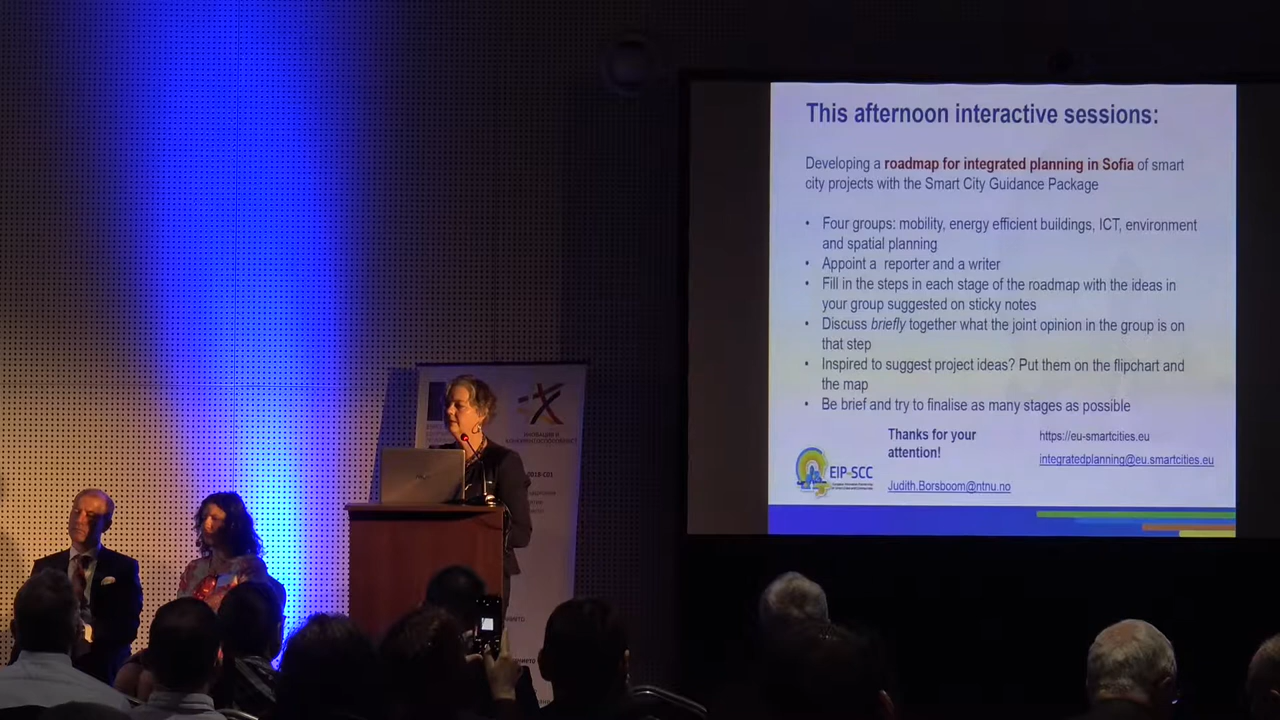 This afternoon interactive sessions:
Developing a roadmap for integrated planning in Sofia of smart
city projects with the Smart City Guidance Package
• Four groups: mobility, energy efficient buildings, ICT, environment
and spatial planning
• Appoint a reporter and a writer
• Fill in the steps in each stage of the roadmap with the ideas in
your group suggested on sticky notes
• Discuss briefly together what the joint opinion in the group is on
that step
• Inspired to suggest project ideas? Put them on the flipchart and
the map
• Be brief and try to finalise as many stages as possible
Thanks for your
attention!
https://eu-smartcities.eu
integratedplanning@eu.smartcities.eu
EIP-SCC
Judith.Borsboom@ntnu.no
ИНОВАЦИИ И
КОНКУРЕНТОСПОСОБНОСТ